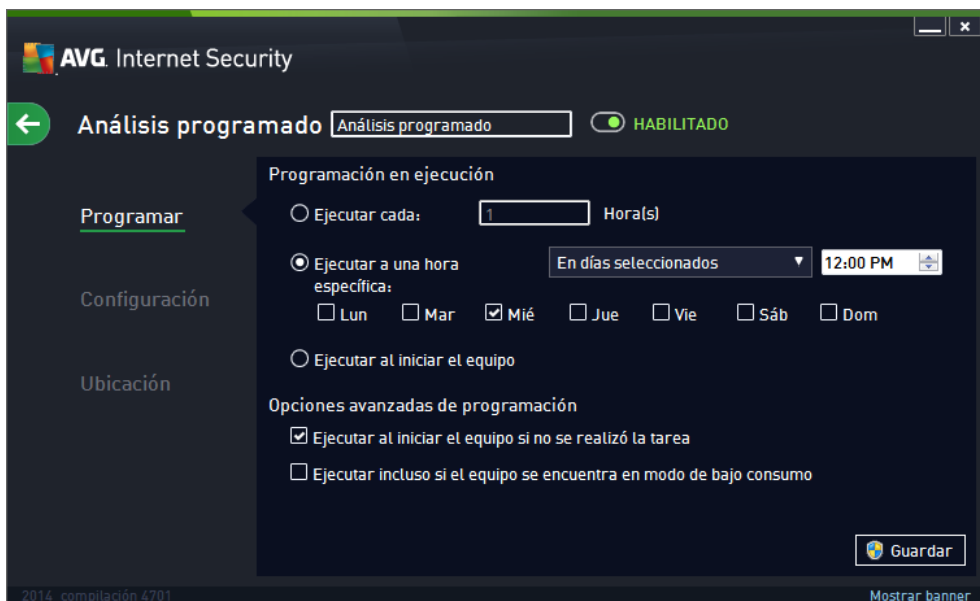 AVG. Internet Security
Análisis programado Análisis programado HABILITADO
Programar
Configuración
Ubicación
Programación en ejecución
Ejecutar cada: 1 Hora(s)
Ejecutar a una hora específica: En días seleccionados 12:00 PM
Lun Mar Mié Jue Vie Sáb Dom
Ejecutar al iniciar el equipo
Opciones avanzadas de programación
Ejecutar al iniciar el equipo si no se realizó la tarea
Ejecutar incluso si el equipo se encuentra en modo de bajo consumo
Guardar
2014 compilación 4701 Mostrar banner